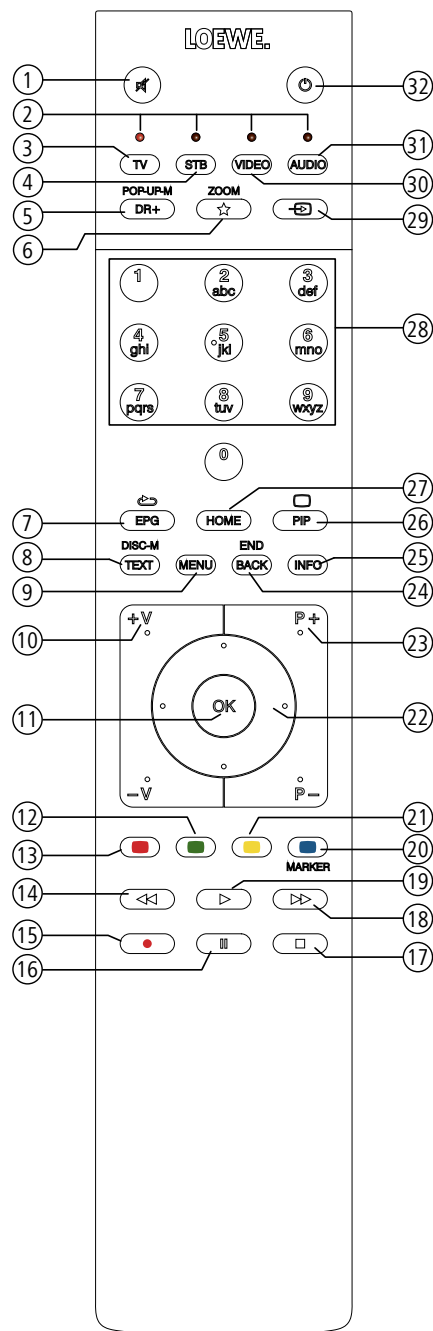 LOEWE.
1
32
2
3
TV
STB
VIDEO
AUDIO
31
4
30
POP-UP-M
ZOOM
5
DR+
29
6
1
2
3
abc
def
4
5
6
28
ghi
jkl
mno
7
8
9
pqrs
tuv
wxyz
0
27
7
EPG
HOME
PIP
26
DISC-M
END
8
TEXT
MENU
BACK
INFO
25
9
24
10
+V
P+
23
11
OK
22
-V
P-
12
21
13
20
MARKER
14
19
18
15
16
17